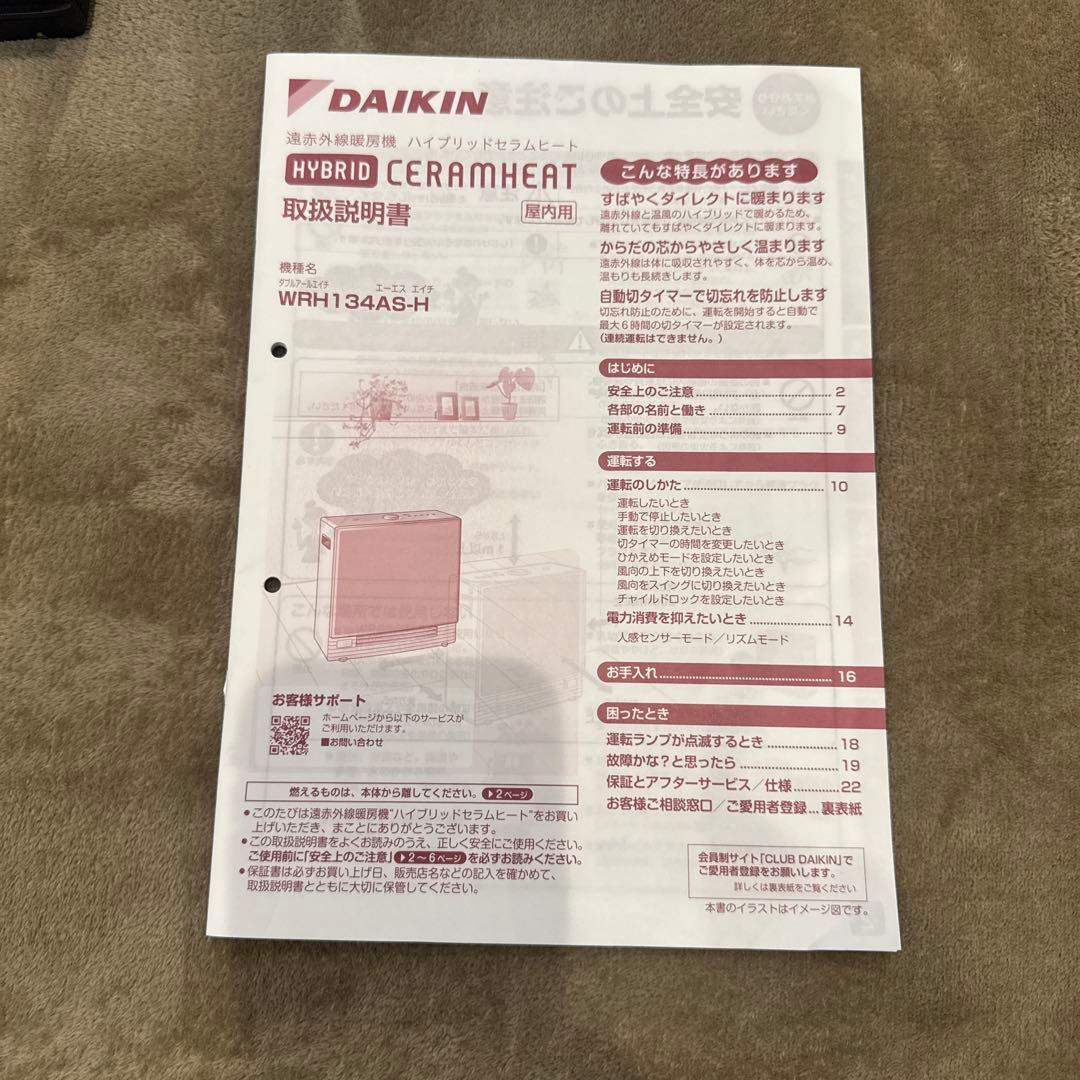 DAIKIN
遠赤外線暖房機 ハイブリッドセラムヒート
HYBRID CERAMHEAT
取扱説明書
屋内用
機種名
ダブルアールエイチ エーエス エイチ
WRH134AS-H
お客様サポート
ホームページから以下のサービスが
ご利用いただけます。
■お問い合わせ
燃えるものは、本体から離してください。 ▶2ページ
●このたびは遠赤外線暖房機“ハイブリッドセラムヒート”をお買い
上げいただき、まことにありがとうございます。
●この取扱説明書をよくお読みのうえ、正しく安全にご使用ください。
ご使用前に「安全上のご注意」▶2~6ページ を必ずお読みください。
●保証書は必ずお買い上げ日、販売店名などの記入を確かめて、
取扱説明書とともに大切に保管してください。
こんな特長があります
すばやくダイレクトに暖まります
遠赤外線と温風のハイブリッドで暖めるため、
離れていてもすばやくダイレクトに暖まります。
からだの芯からやさしく温まります
遠赤外線は体に吸収されやすく、体を芯から温め、
温もりも長続きします。
自動切タイマーで切忘れを防止します
切忘れ防止のために、運転を開始すると自動で
最大6時間の切タイマーが設定されます。
(連続運転はできません。)
はじめに
安全上のご注意 2
各部の名前と働き 7
運転前の準備 9
運転する
運転のしかた 10
運転したいとき
手動で停止したいとき
運転を切り換えたいとき
切タイマーの時間を変更したいとき
ひかえめモードを設定したいとき
風向の上下を切り換えたいとき
風向をスイングに切り換えたいとき
チャイルドロックを設定したいとき
電力消費を抑えたいとき 14
人感センサーモード/リズムモード
お手入れ 16
困ったとき
運転ランプが点滅するとき 18
故障かな?と思ったら 19
保証とアフターサービス/仕様 22
お客様ご相談窓口/ご愛用者登録... 裏表紙
会員制サイト「CLUB DAIKIN」で
ご愛用者登録をお願いします。
詳しくは裏表紙をご覧ください
本書のイラストはイメージ図です。